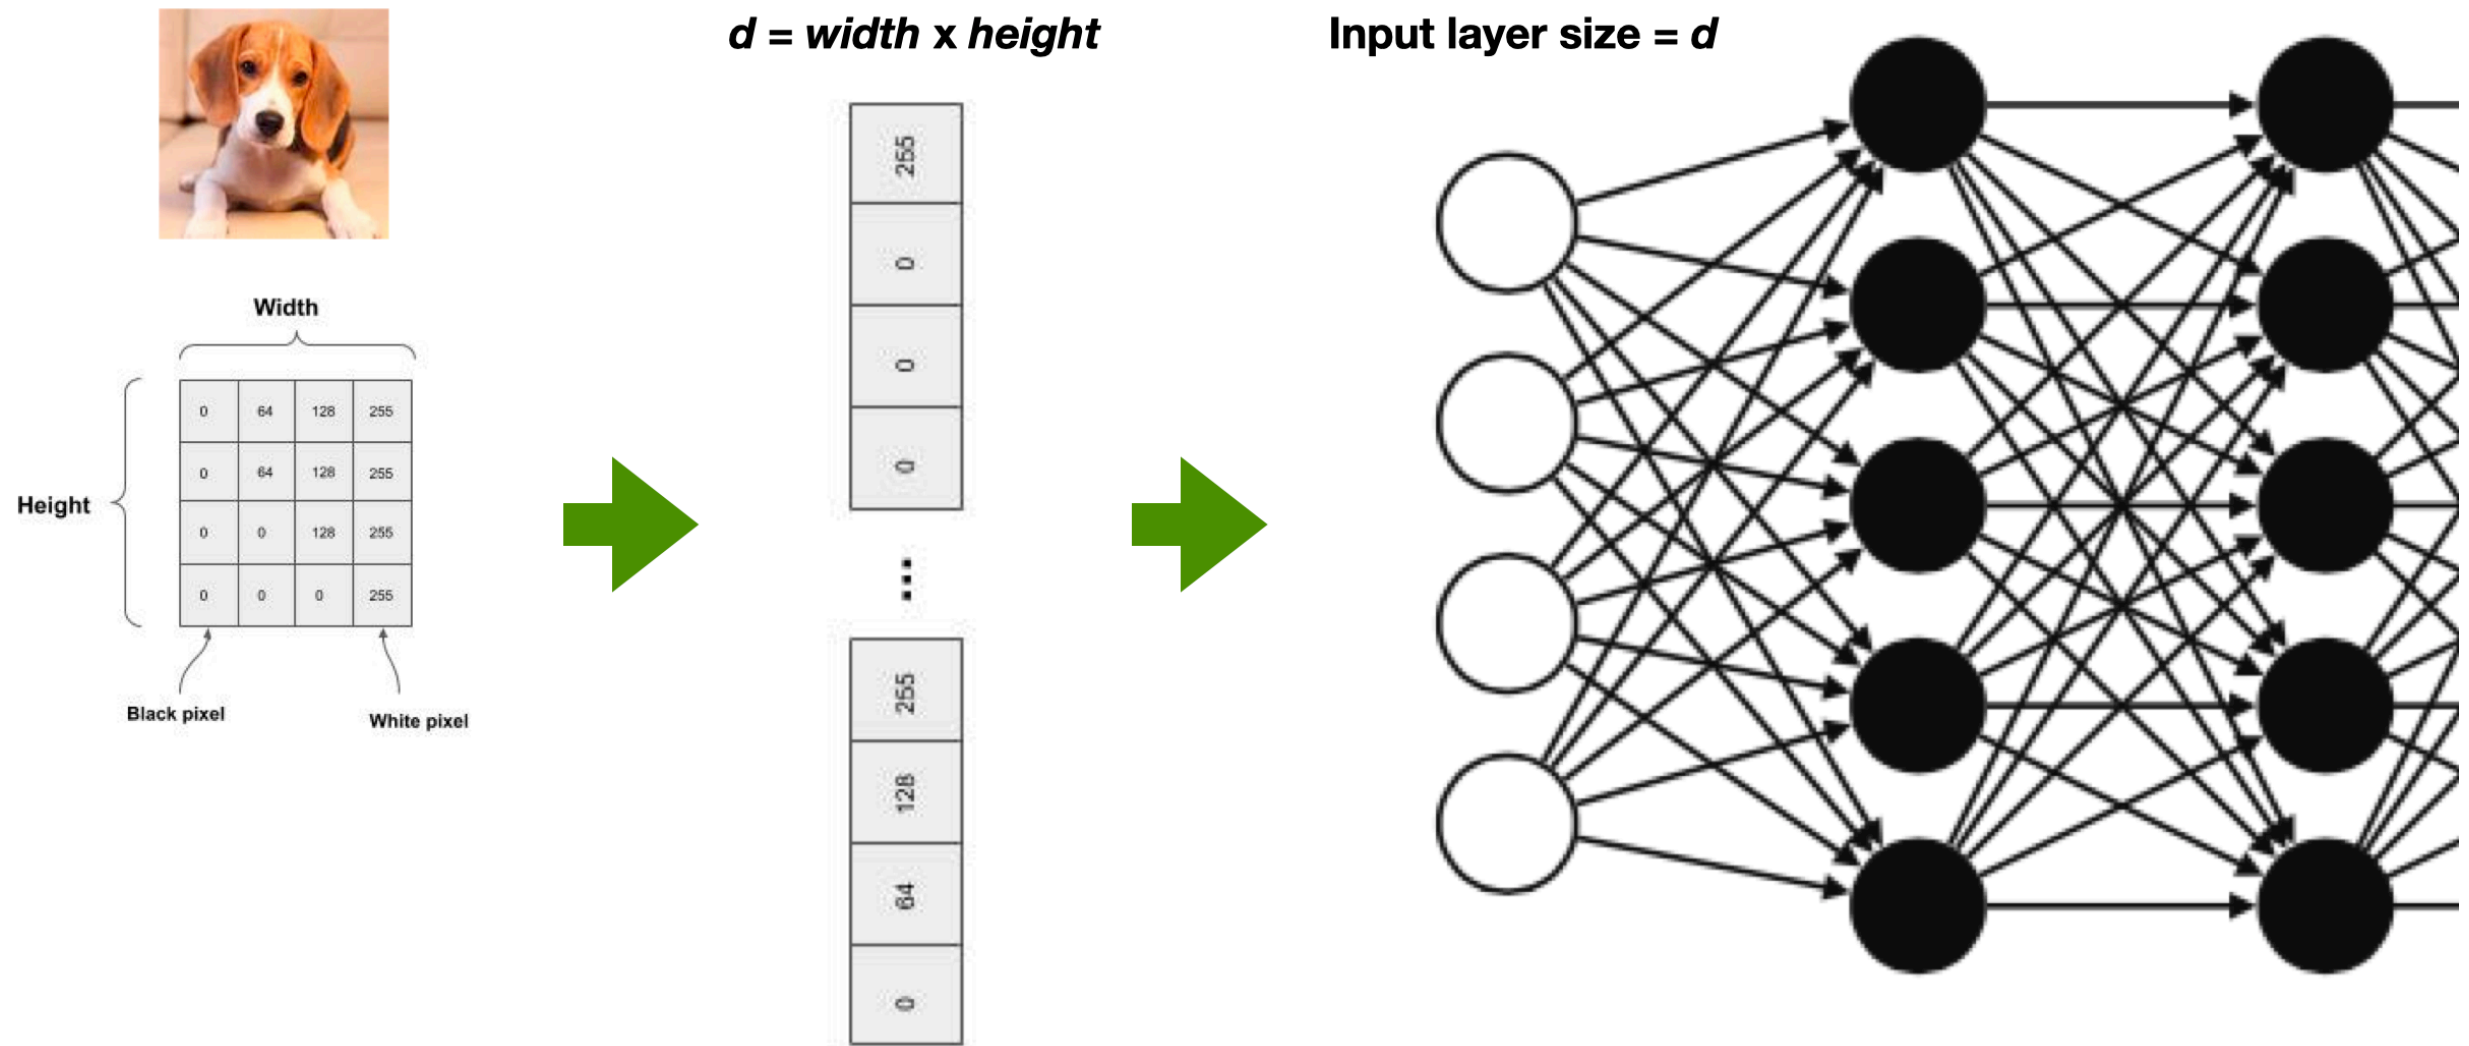 d = width x height
Input layer size = d
Width
Height
0 64 128 255
0 64 128 255
0 0 128 255
0 0 0 255
Black pixel
White pixel
255
0
0
0
...
255
128
64
0